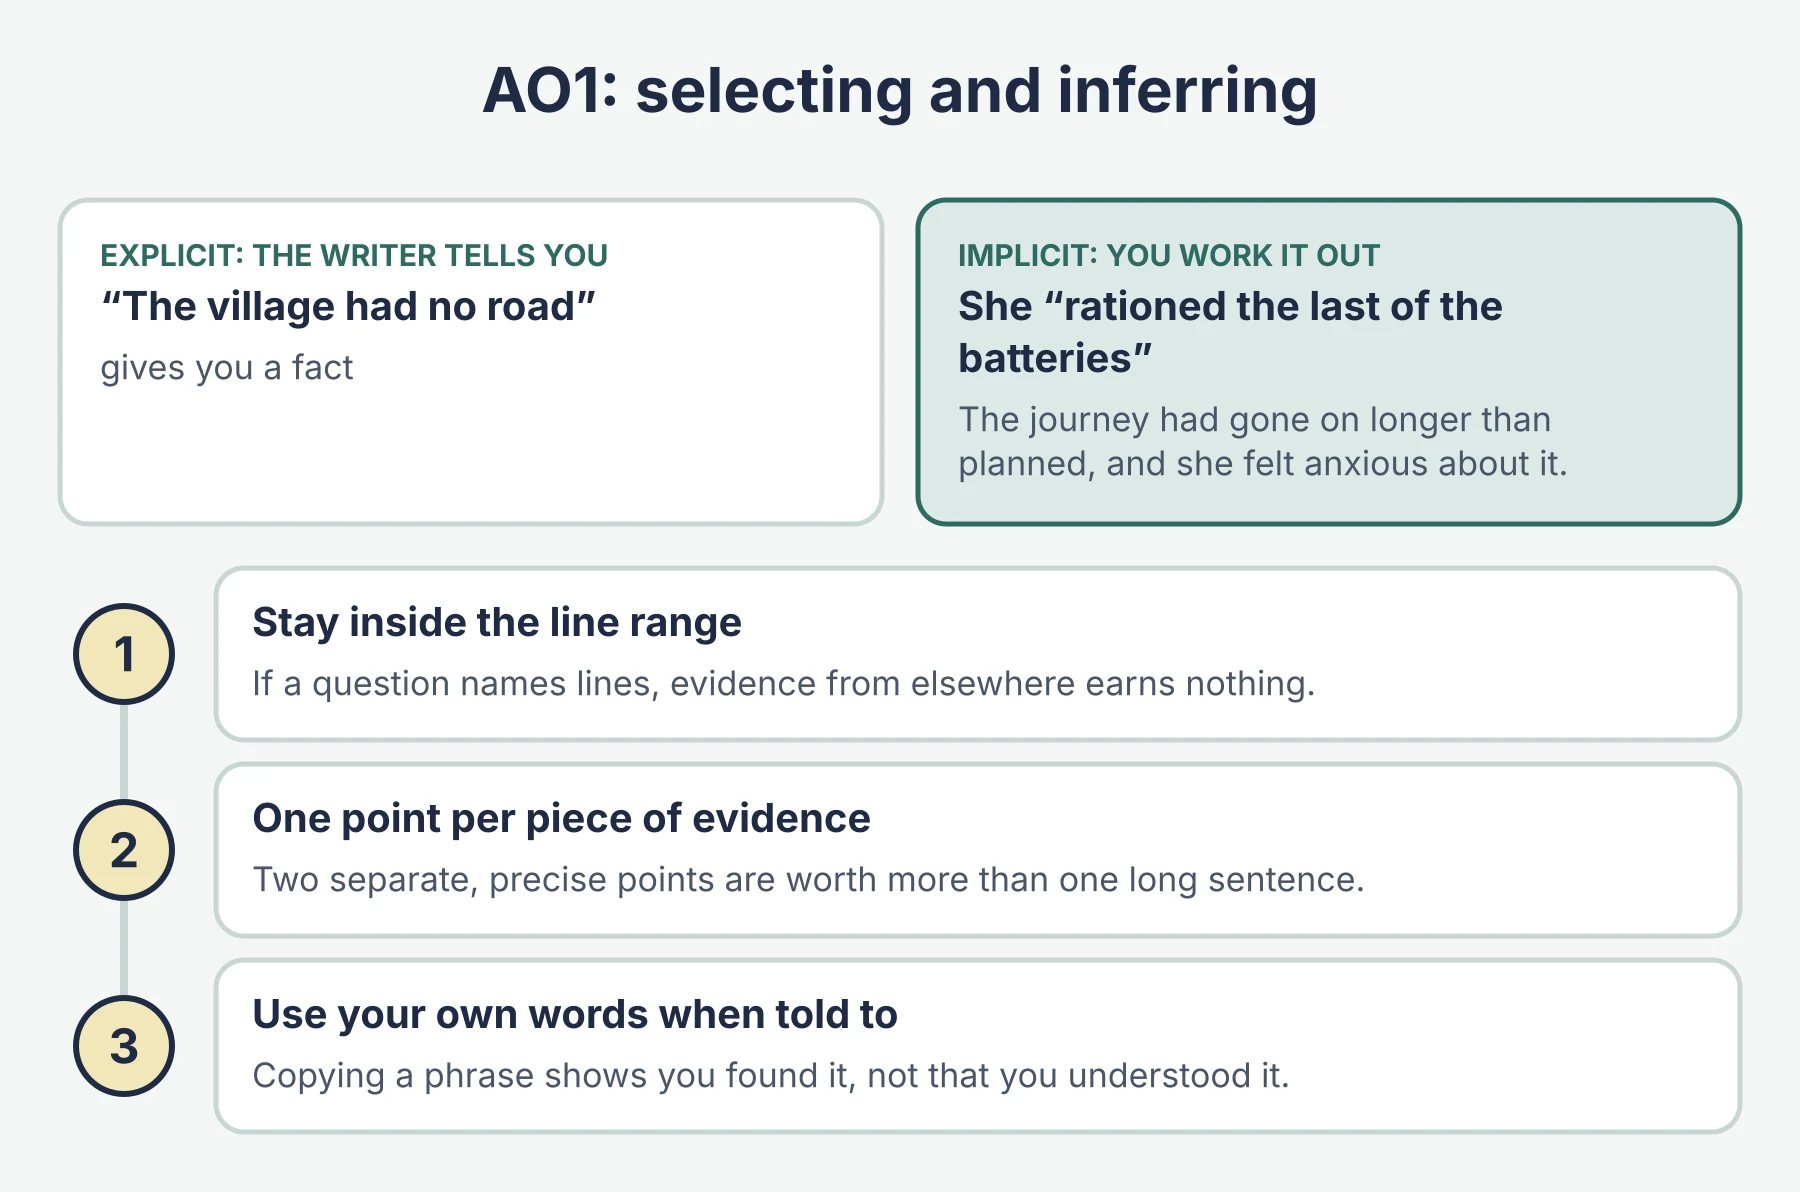 AO1: selecting and inferring
EXPLICIT: THE WRITER TELLS YOU
“The village had no road”
gives you a fact
IMPLICIT: YOU WORK IT OUT
She “rationed the last of the
batteries”
The journey had gone on longer than
planned, and she felt anxious about it.
1
Stay inside the line range
If a question names lines, evidence from elsewhere earns nothing.
2
One point per piece of evidence
Two separate, precise points are worth more than one long sentence.
3
Use your own words when told to
Copying a phrase shows you found it, not that you understood it.